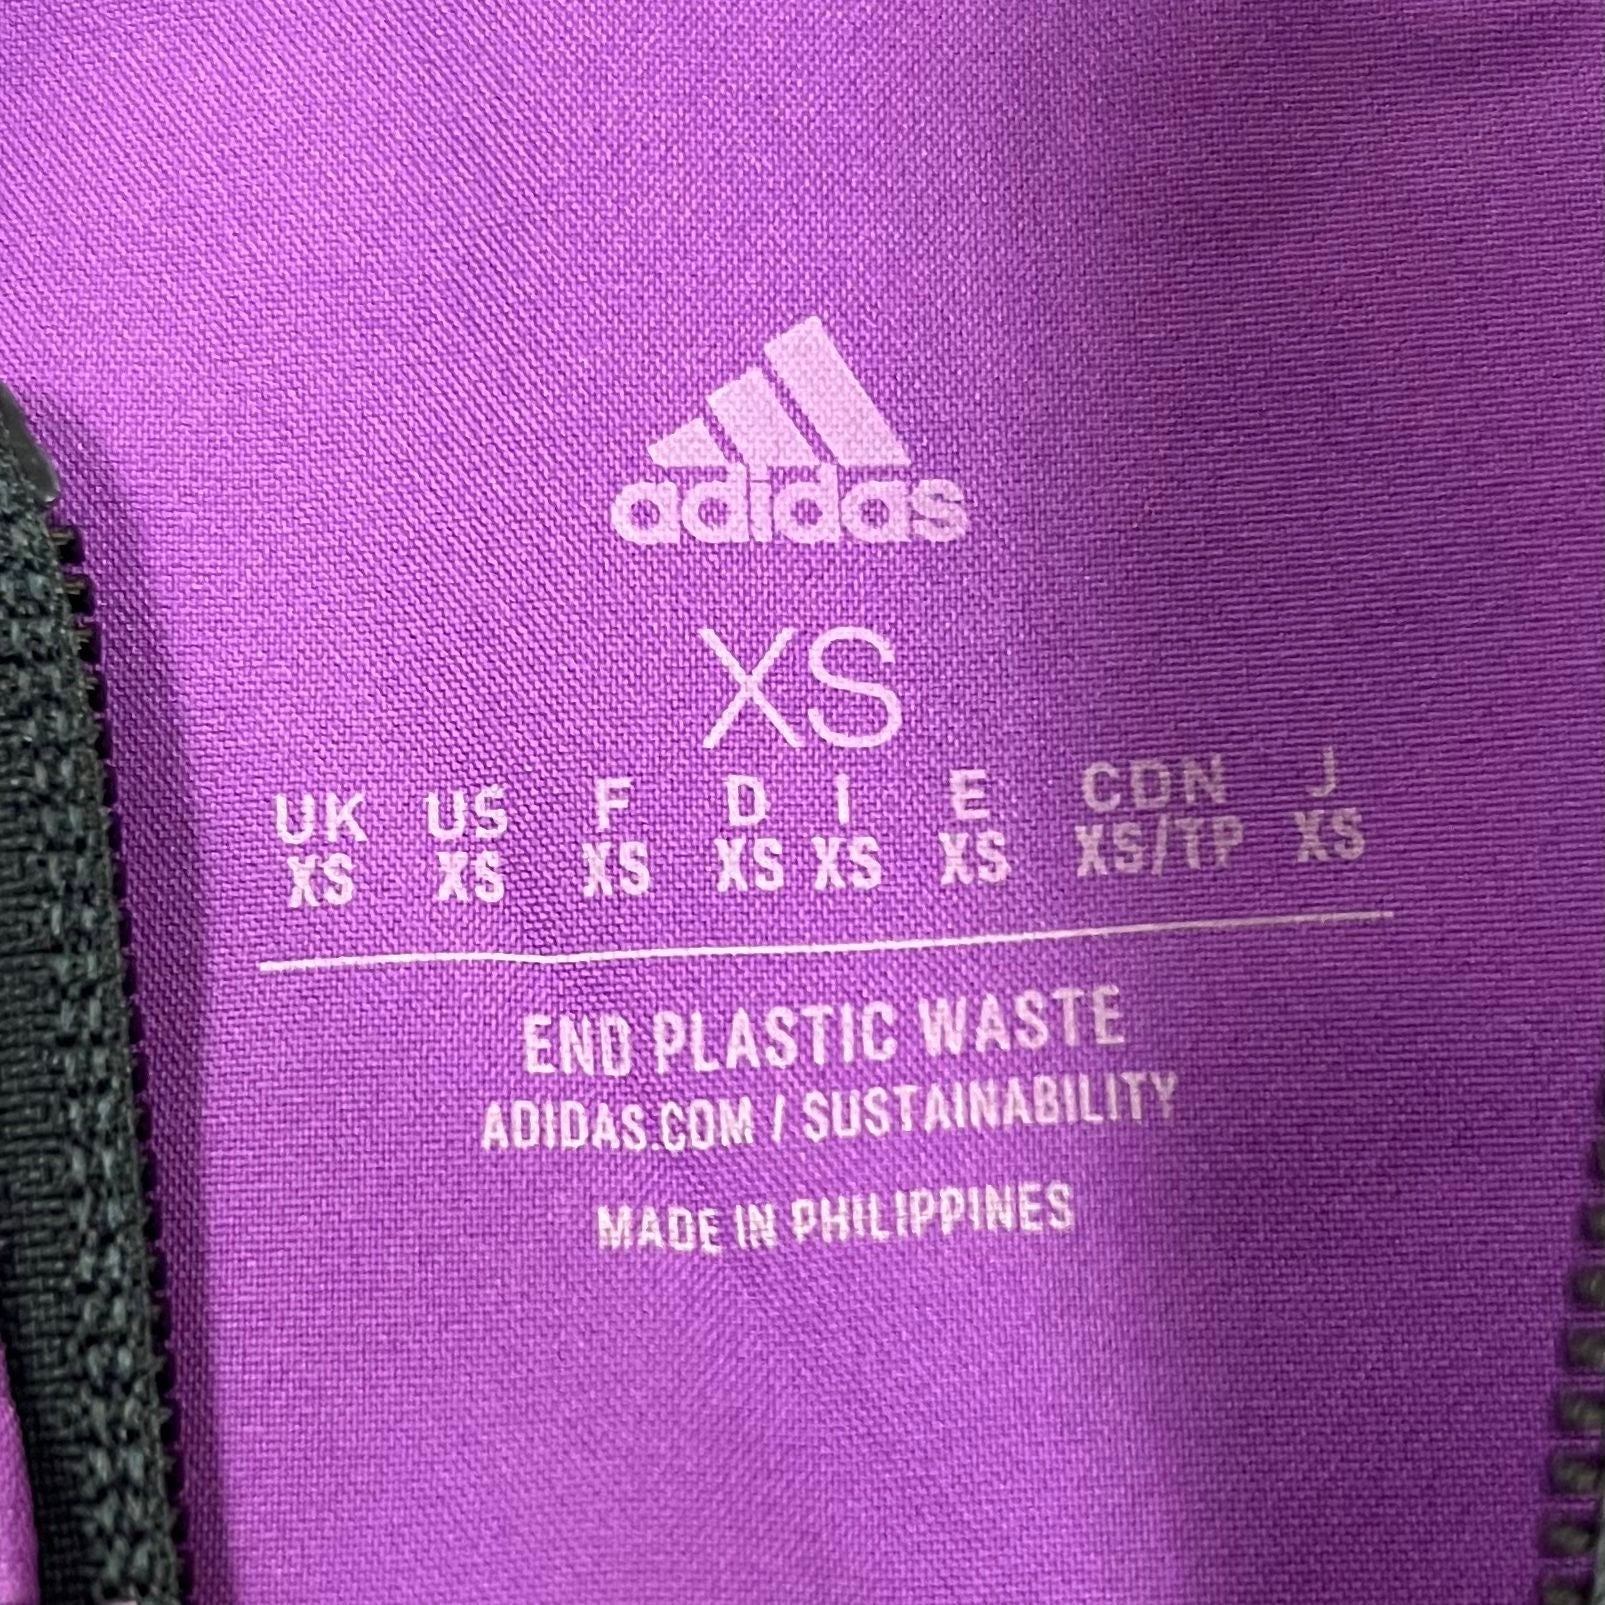 adidas
XS
UK US F D I E CDN J
XS XS XS XS XS XS XS/TP XS
END PLASTIC WASTE
ADIDAS.COM / SUSTAINABILITY
MADE IN PHILIPPINES